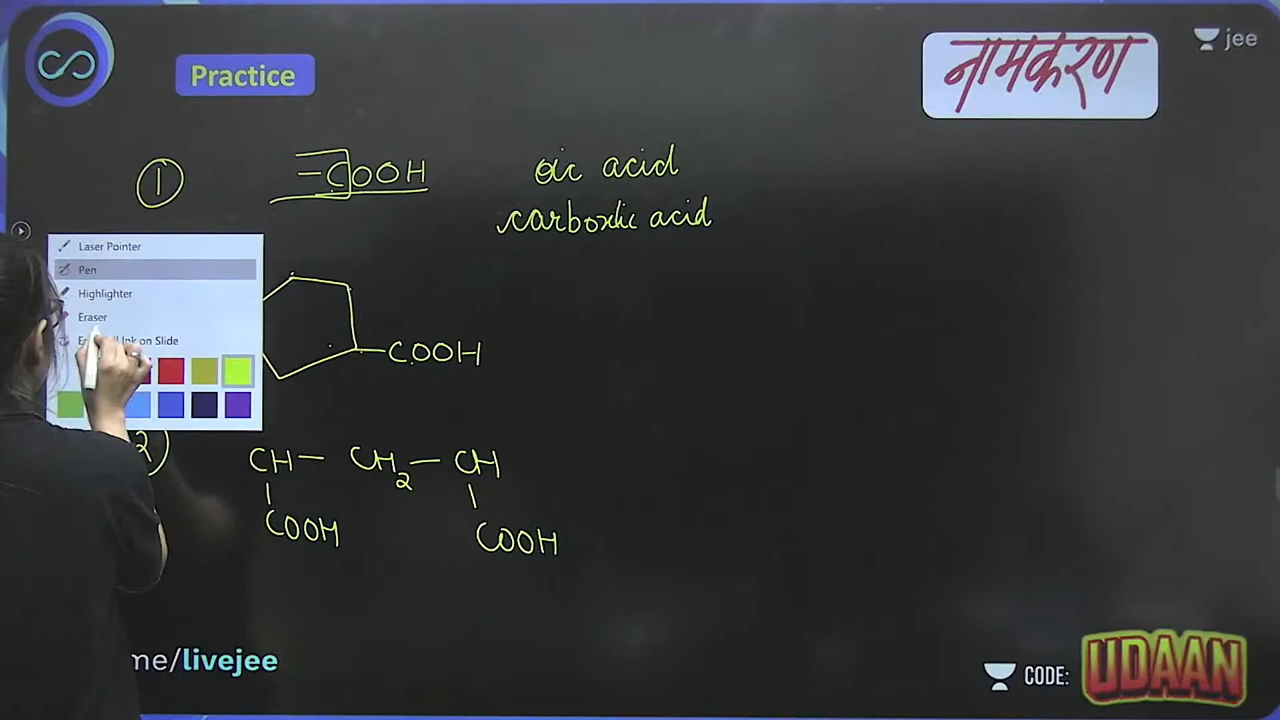 Practice
नामकरण
jee
① -COOH oic acid
carboxlic acid
Laser Pointer
Pen
Highlighter
Eraser
Ink on Slide
-COOH
2) CH - CH₂ - CH
COOH COOH
me/livejee
CODE: UDAAN